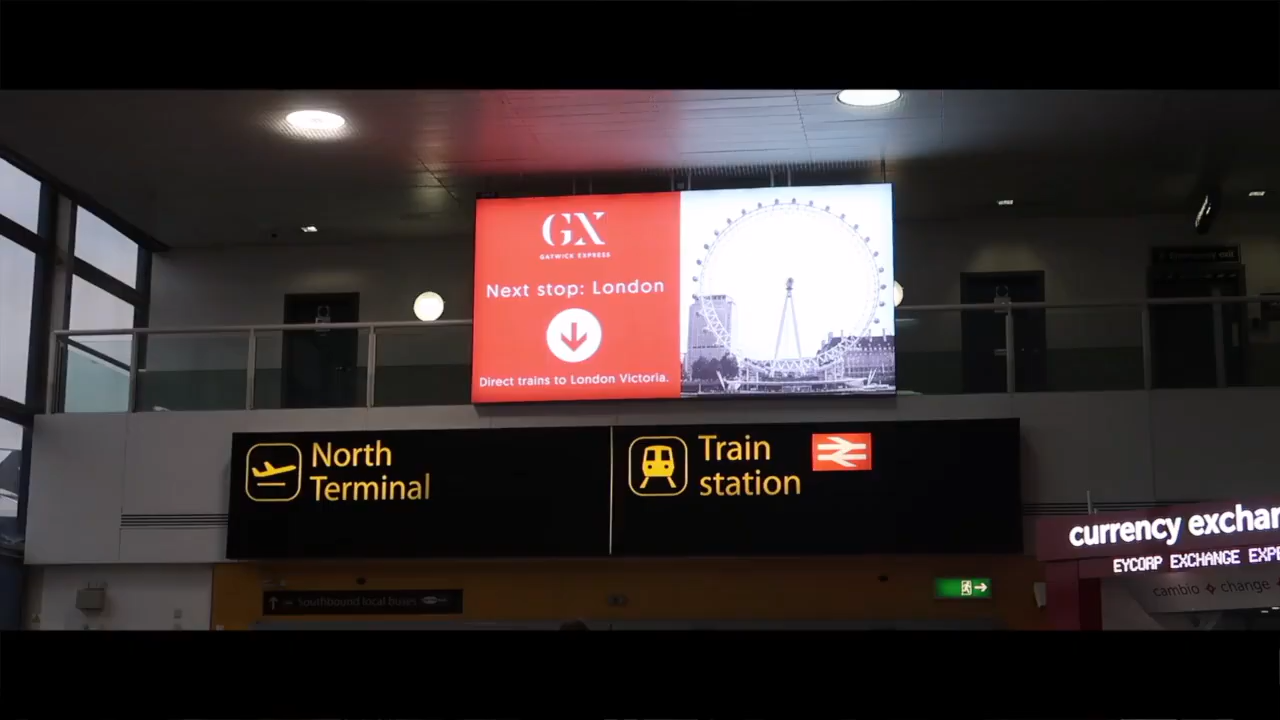 GX
GATWICK EXPRESS
Next stop: London
Direct trains to London Victoria.
North
Terminal
Train
station
currency exchan
EYCORP EXCHANGE EXPE
cambio change
Southbound local buses